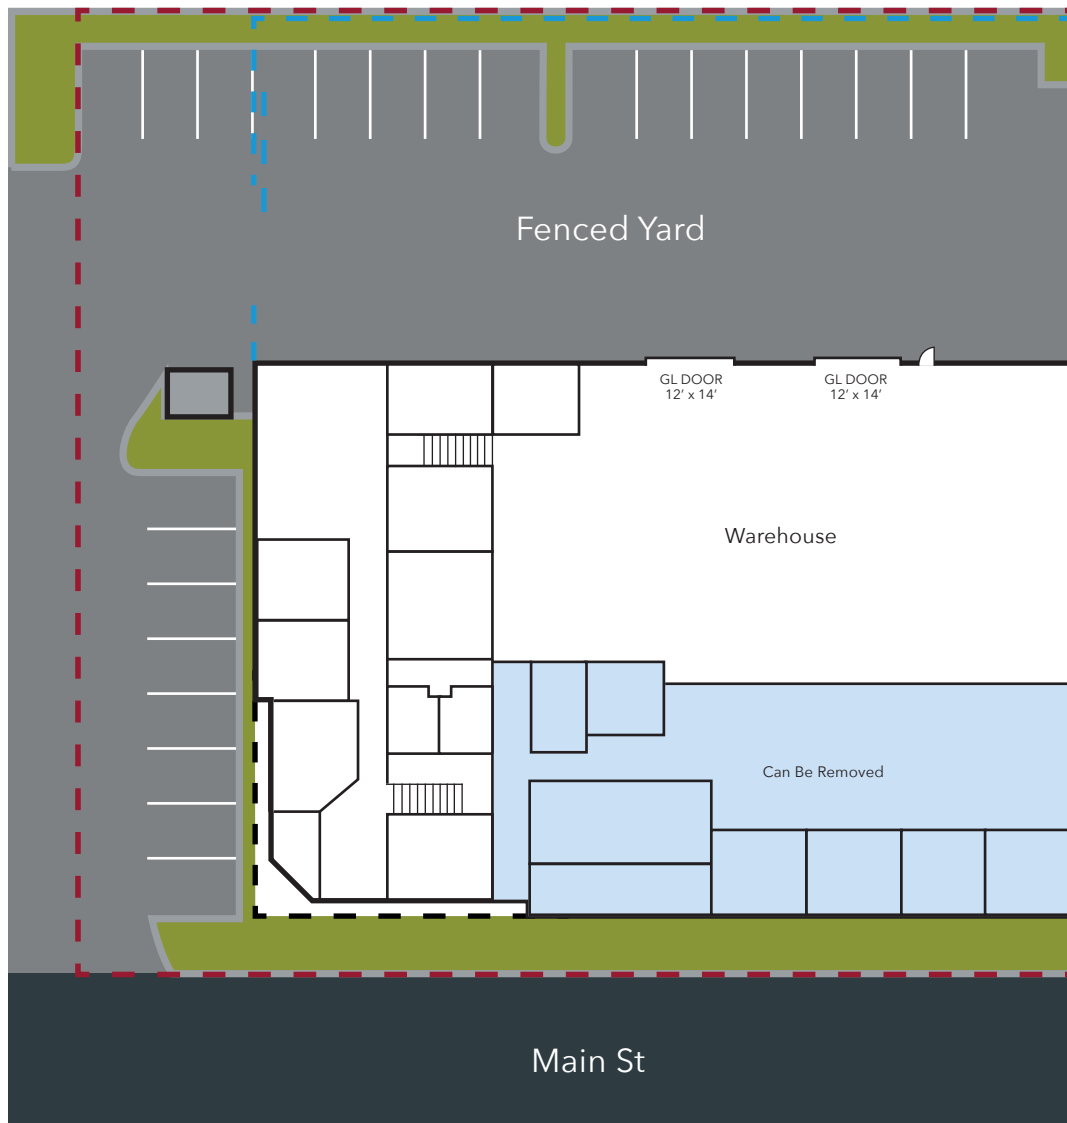 Fenced Yard
GL DOOR
12’ x 14’
GL DOOR
12’ x 14’
Warehouse
Can Be Removed
Main St